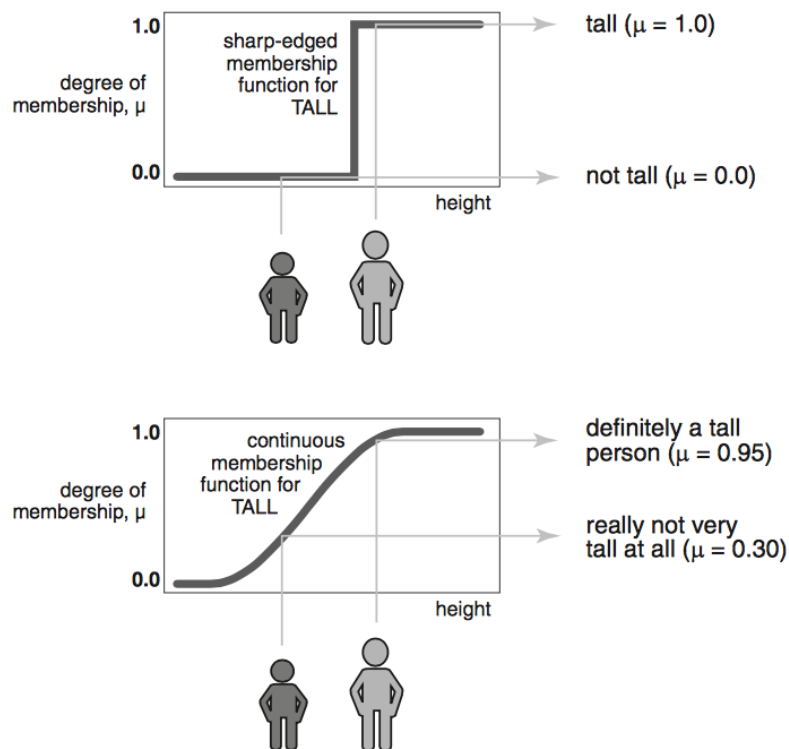 1.0
sharp-edged
membership
function for
TALL
degree of
membership, μ
0.0
height
tall (μ = 1.0)
not tall (μ = 0.0)
1.0
continuous
membership
function for
TALL
degree of
membership, μ
0.0
height
definitely a tall
person (μ = 0.95)
really not very
tall at all (μ = 0.30)